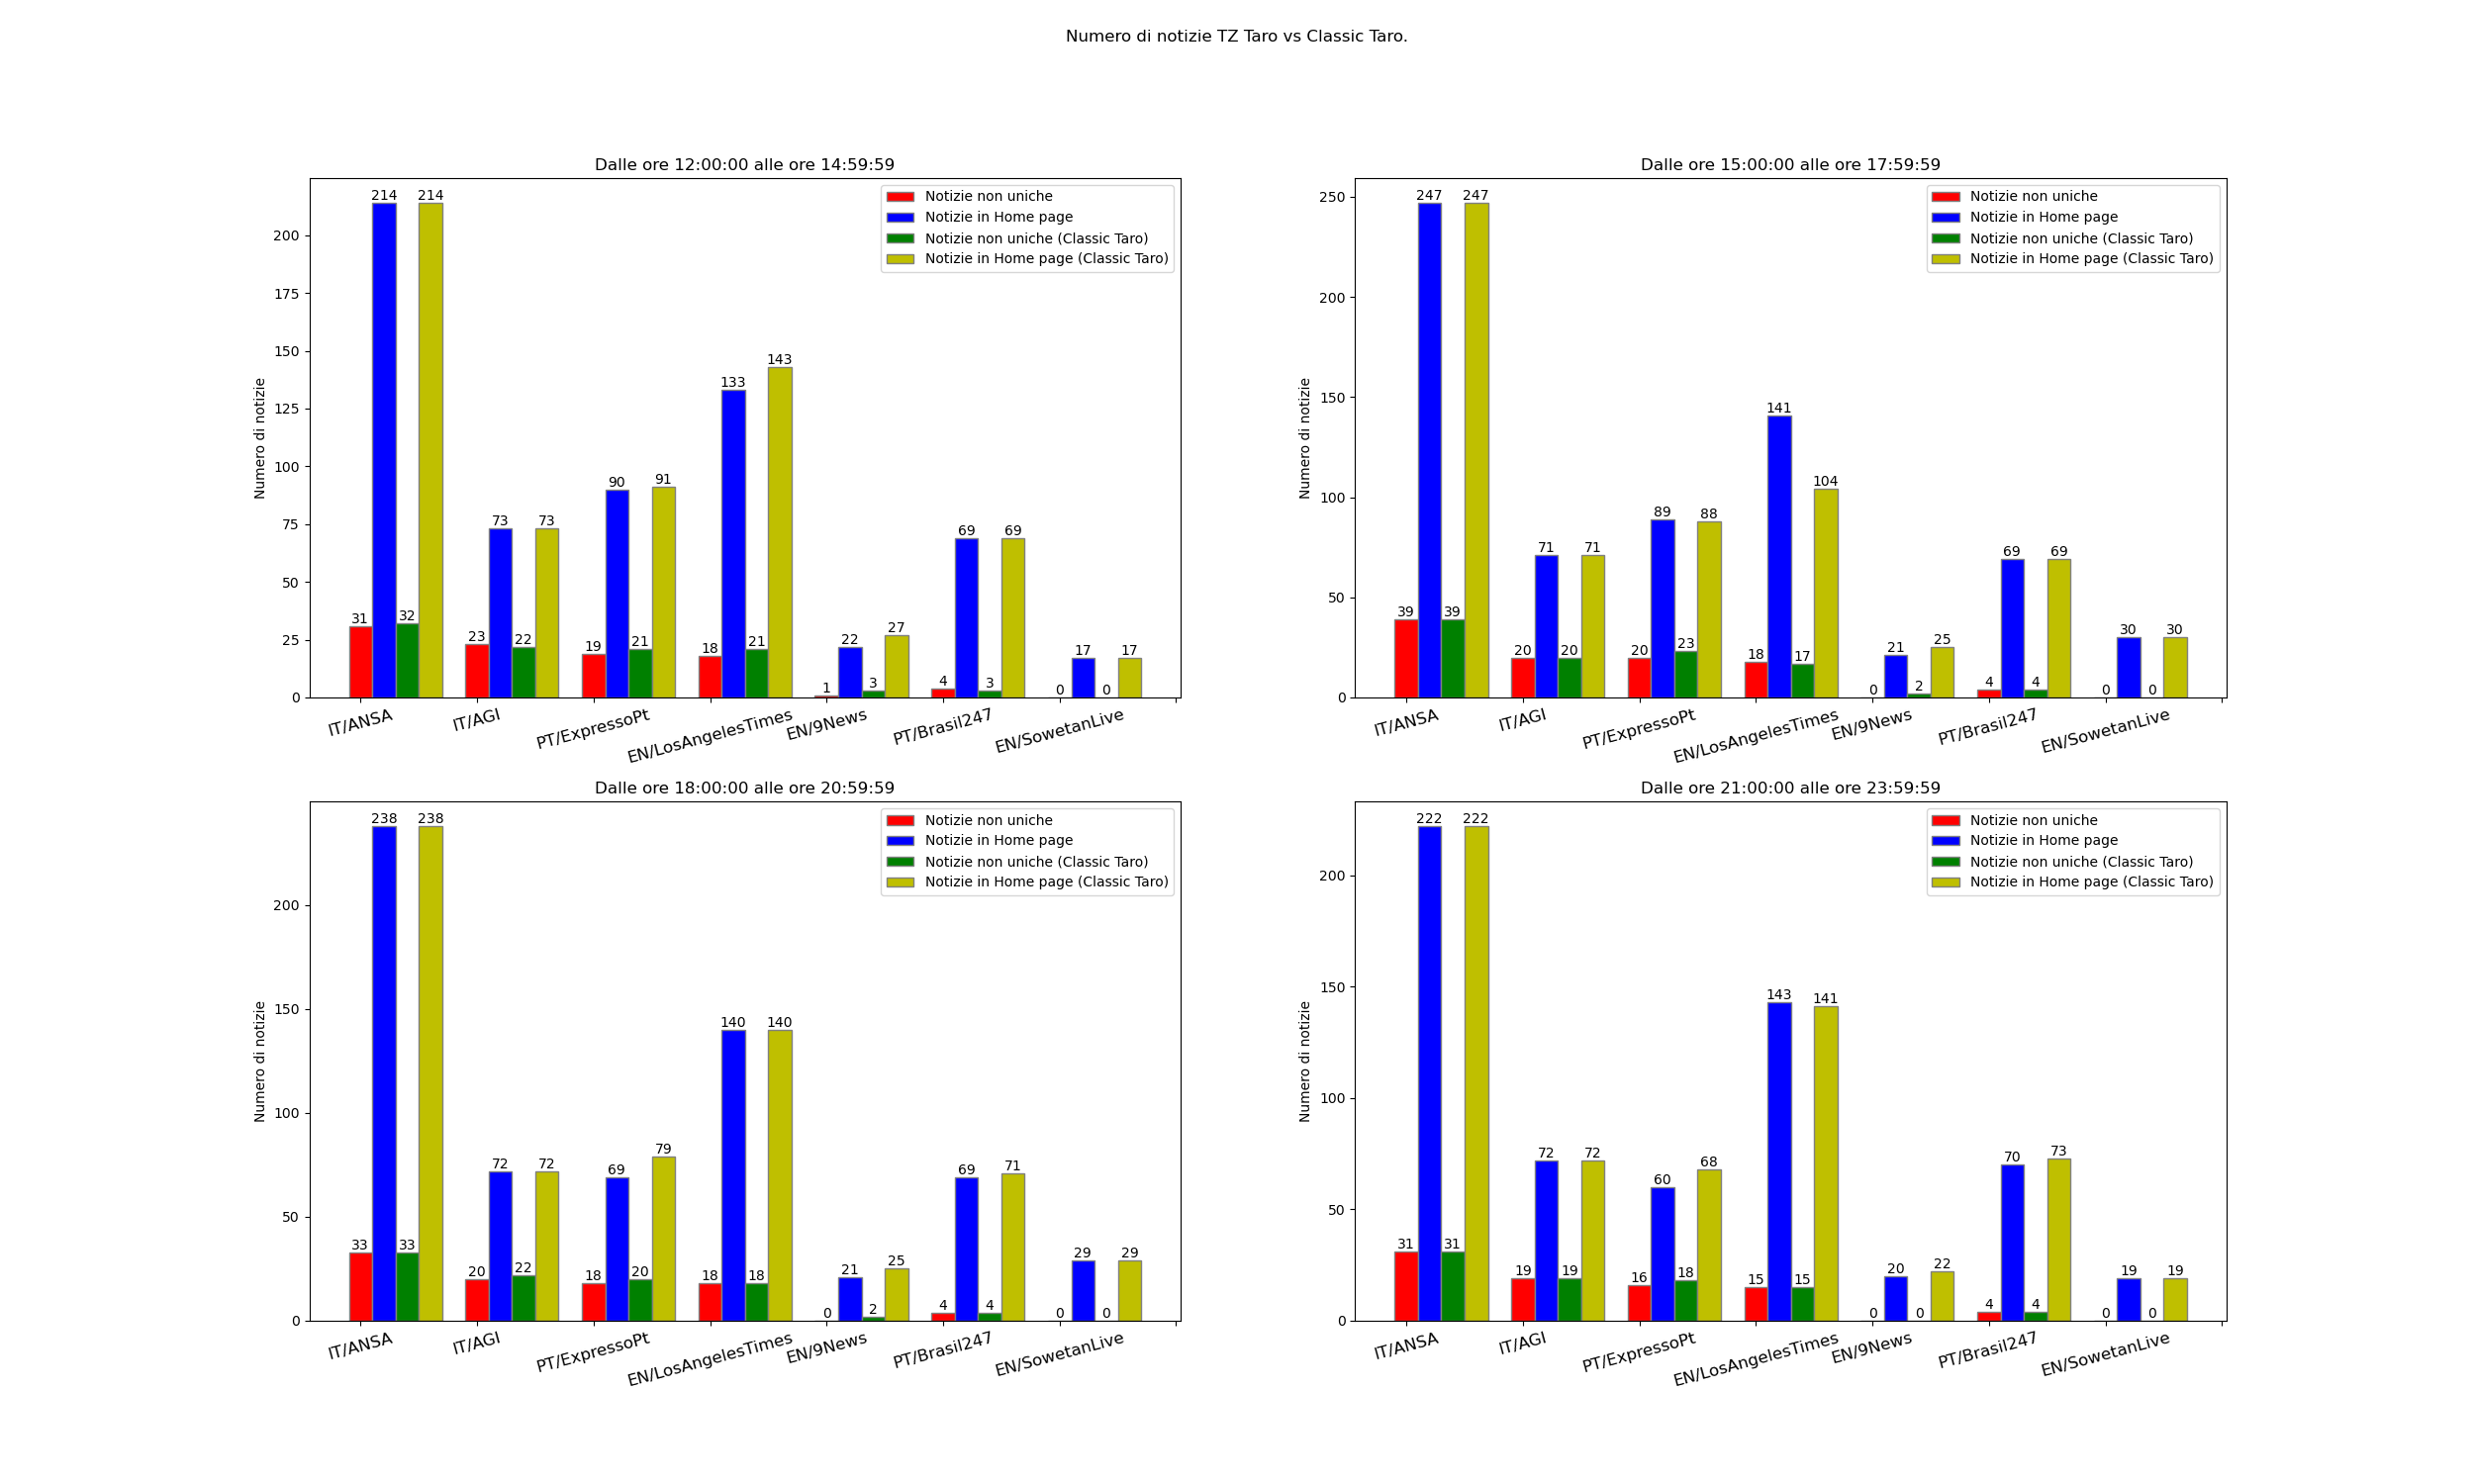 Numero di notizie TZ Taro vs Classic Taro.
Dalle ore 12:00:00 alle ore 14:59:59
Numero di notizie
200
175
150
125
100
75
50
25
0
214 214
143
133
90 91
73 73
69 69
31 32
23 22
19 21
18 21
22 27
1 3
4 3
17 17
0 0
Notizie non uniche
Notizie in Home page
Notizie non uniche (Classic Taro)
Notizie in Home page (Classic Taro)
IT/ANSA
IT/AGI
PT/ExpressoPt
EN/LosAngelesTimes
EN/9News
PT/Brasil247
EN/SowetanLive
Dalle ore 15:00:00 alle ore 17:59:59
Numero di notizie
250
200
150
100
50
0
247 247
141
104
89 88
71 71
69 69
39 39
20 20
20 23
18 17
21 25
0 2
4 4
30 30
0 0
Notizie non uniche
Notizie in Home page
Notizie non uniche (Classic Taro)
Notizie in Home page (Classic Taro)
IT/ANSA
IT/AGI
PT/ExpressoPt
EN/LosAngelesTimes
EN/9News
PT/Brasil247
EN/SowetanLive
Dalle ore 18:00:00 alle ore 20:59:59
Numero di notizie
200
150
100
50
0
238 238
140 140
72 72
69 79
69 71
33 33
20 22
18 20
18 18
21 25
0 2
4 4
29 29
0 0
Notizie non uniche
Notizie in Home page
Notizie non uniche (Classic Taro)
Notizie in Home page (Classic Taro)
IT/ANSA
IT/AGI
PT/ExpressoPt
EN/LosAngelesTimes
EN/9News
PT/Brasil247
EN/SowetanLive
Dalle ore 21:00:00 alle ore 23:59:59
Numero di notizie
200
150
100
50
0
222 222
143 141
72 72
60 68
70 73
31 31
19 19
16 18
15 15
20 22
0 0
4 4
19 19
0 0
Notizie non uniche
Notizie in Home page
Notizie non uniche (Classic Taro)
Notizie in Home page (Classic Taro)
IT/ANSA
IT/AGI
PT/ExpressoPt
EN/LosAngelesTimes
EN/9News
PT/Brasil247
EN/SowetanLive